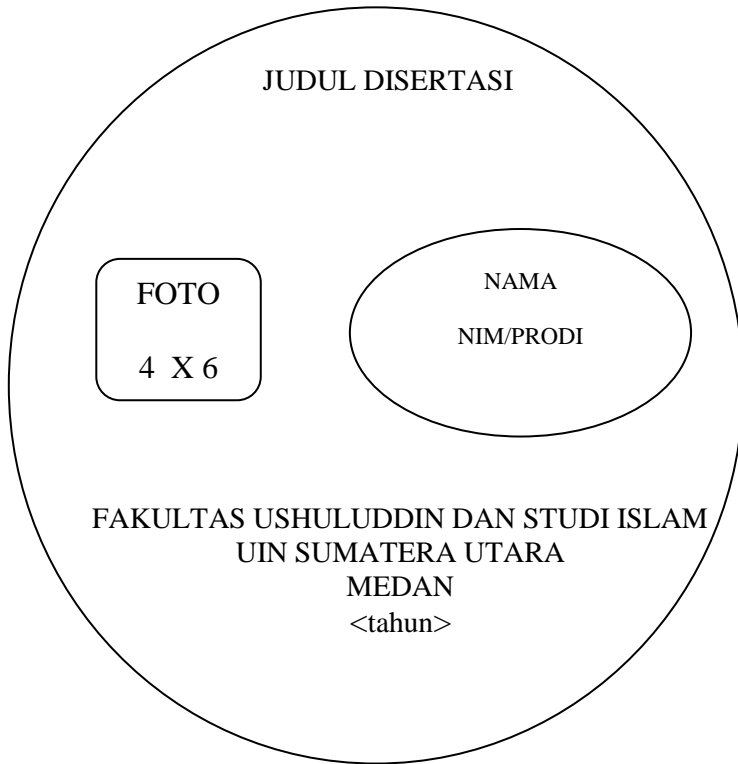 JUDUL DISERTASI
FOTO
4 X 6
NAMA
NIM/PRODI
FAKULTAS USHULUDDIN DAN STUDI ISLAM
UIN SUMATERA UTARA
MEDAN
<tahun>